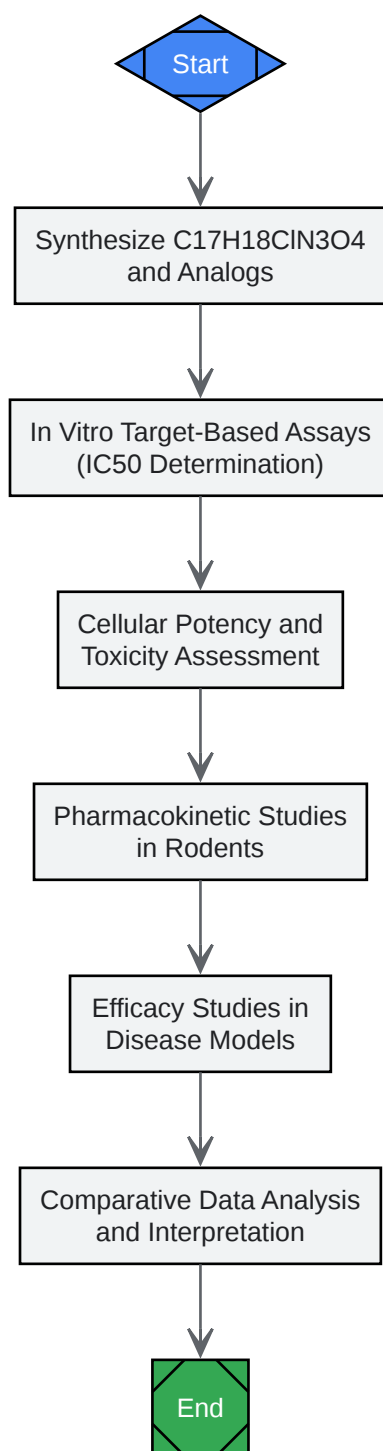 Start
Synthesize C17H18ClN3O4
and Analogs
In Vitro Target-Based Assays
(IC50 Determination)
Cellular Potency and
Toxicity Assessment
Pharmacokinetic Studies
in Rodents
Efficacy Studies in
Disease Models
Comparative Data Analysis
and Interpretation
End